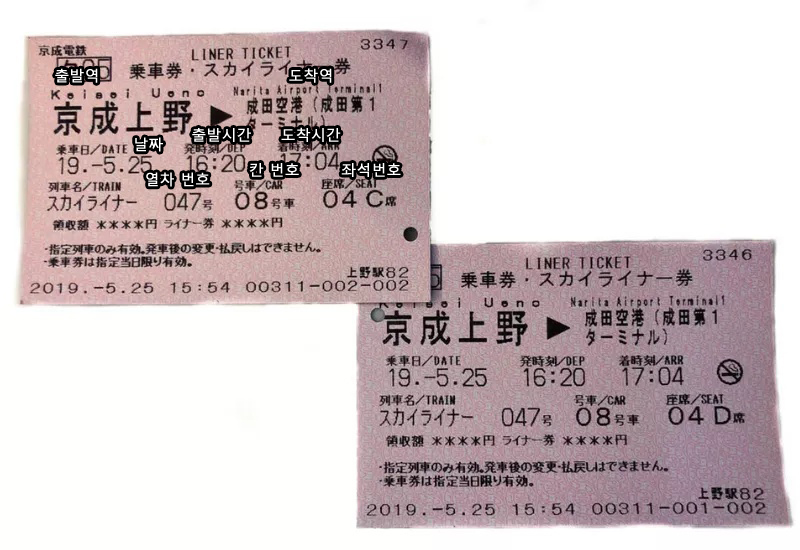 京成電鉄
LINER TICKET
3347
乗車券・スカイライナー券
출발역
도착역
Keisei Ueno
Narita Airport Terminal1
京成上野 ▶ 成田空港(成田第1
ターミナル)
날짜
출발시간
도착시간
乗車日/DATE
発時刻/DEP
着時刻/ARR
19.-5.25
16:20
17:04
열차 번호
칸 번호
좌석번호
列車名/TRAIN
号車/CAR
座席/SEAT
スカイライナー 047号 08号車 04C席
領収額 ****円 ライナー券 ****円
・指定列車のみ有効。発車後の変更・払戻しはできません。
・乗車券は指定当日限り有効。
上野駅82
2019.-5.25 15:54 00311-002-002
LINER TICKET
3346
乗車券・スカイライナー券
Keisei Ueno
Narita Airport Terminal1
京成上野 ▶ 成田空港(成田第1
ターミナル)
乗車日/DATE
発時刻/DEP
着時刻/ARR
19.-5.25
16:20
17:04
列車名/TRAIN
号車/CAR
座席/SEAT
スカイライナー 047号 08号車 04D席
領収額 ****円 ライナー券 ****円
・指定列車のみ有効。発車後の変更・払戻しはできません。
・乗車券は指定当日限り有効。
上野駅82
2019.-5.25 15:54 00311-001-002